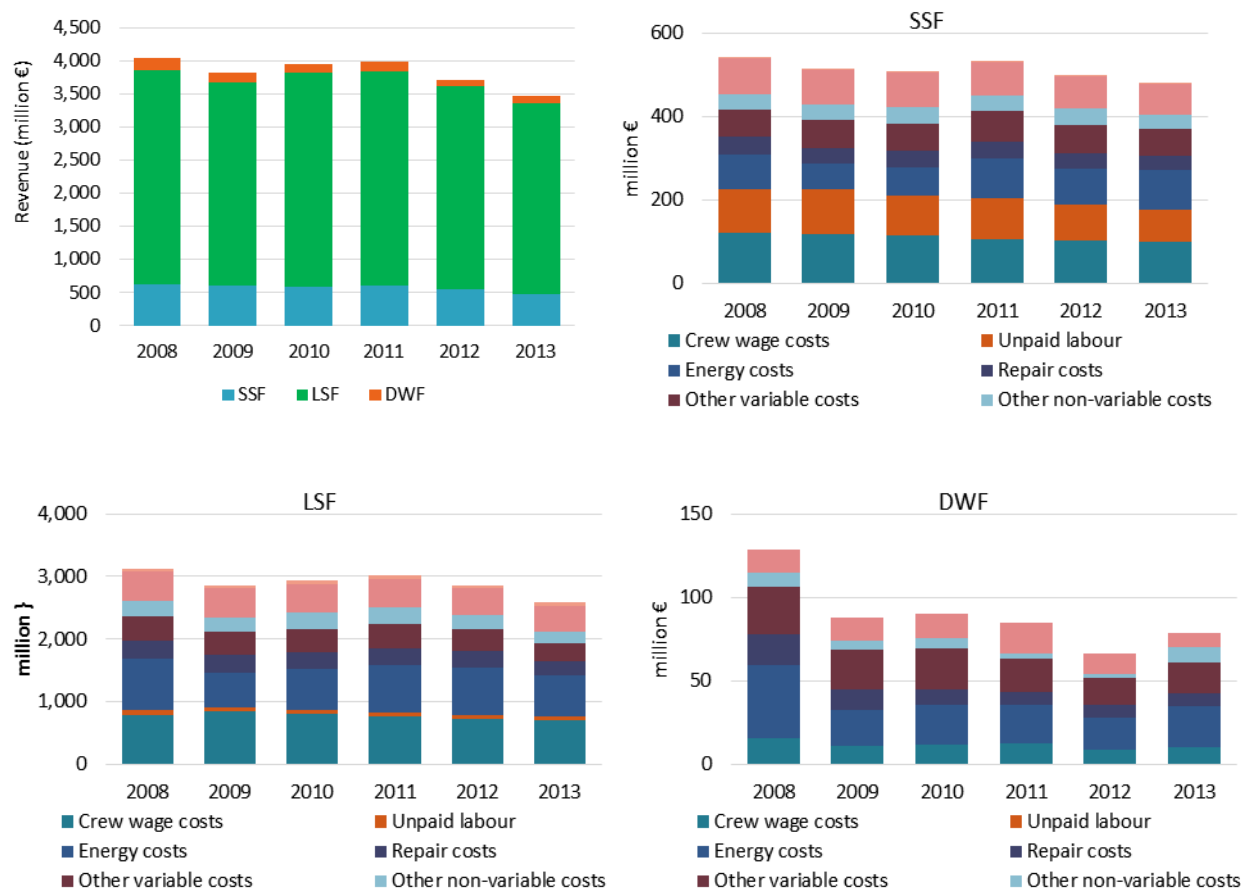 4,500
4,000
3,500
3,000
2,500
2,000
1,500
1,000
500
0
Revenue (million €)
2008 2009 2010 2011 2012 2013
SSF LSF DWF
SSF
600
400
200
0
million €
2008 2009 2010 2011 2012 2013
Crew wage costs Unpaid labour
Energy costs Repair costs
Other variable costs Other non-variable costs
LSF
4,000
3,000
2,000
1,000
0
million }
2008 2009 2010 2011 2012 2013
Crew wage costs Unpaid labour
Energy costs Repair costs
Other variable costs Other non-variable costs
DWF
150
100
50
0
million €
2008 2009 2010 2011 2012 2013
Crew wage costs Unpaid labour
Energy costs Repair costs
Other variable costs Other non-variable costs